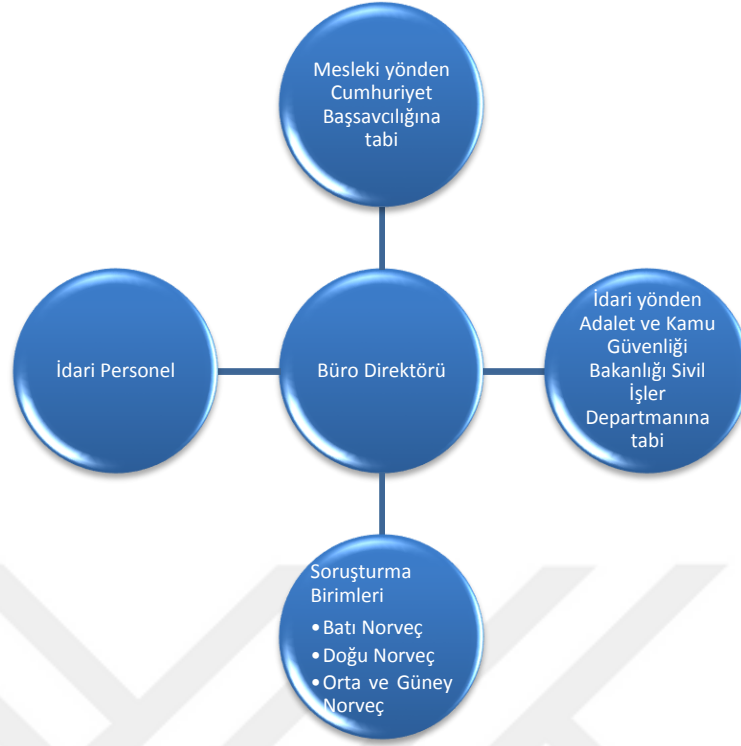 Mesleki yönden
Cumhuriyet
Başsavcılığına
tabi
İdari Personel
Büro Direktörü
İdari yönden
Adalet ve Kamu
Güvenliği
Bakanlığı Sivil
İşler
Departmanına
tabi
Soruşturma
Birimleri
•Batı Norveç
•Doğu Norveç
•Orta ve Güney
Norveç